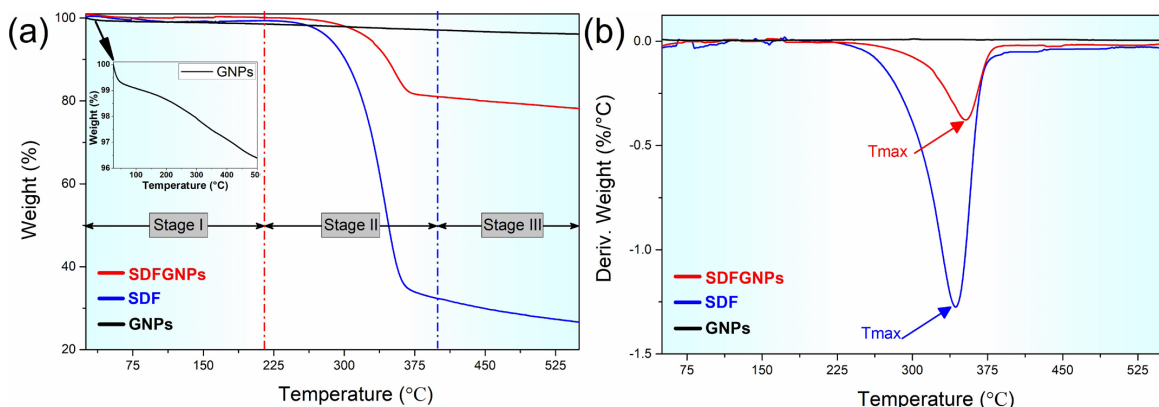 (a)
100
80
60
40
20
Weight (%)
100
99
98
97
96
Weight (%)
GNPs
100 200 300 400 50
Temperature (°C)
Stage I
Stage II
Stage III
SDFGNPs
SDF
GNPs
75 150 225 300 375 450 525
Temperature (°C)
(b)
0.0
-0.5
-1.0
-1.5
Deriv. Weight (%/°C)
Tmax
SDFGNPs
SDF
GNPs
Tmax
75 150 225 300 375 450 525
Temperature (°C)